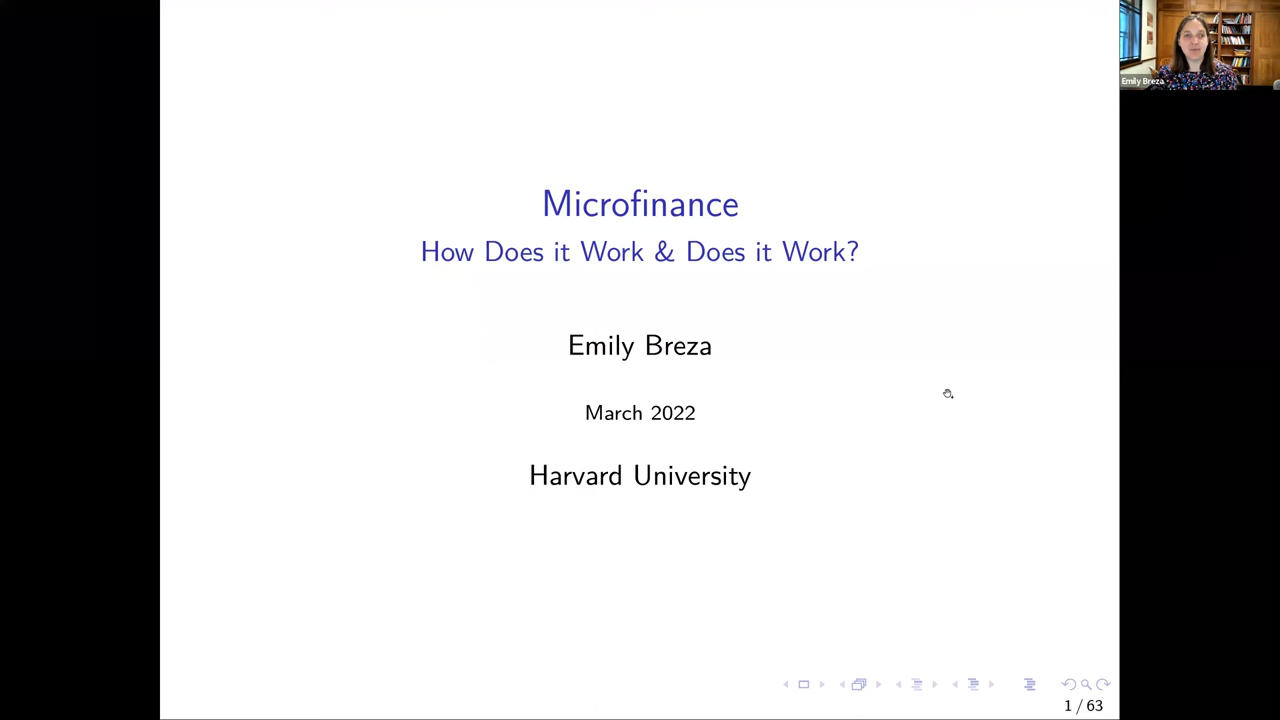 Microfinance
How Does it Work & Does it Work?
Emily Breza
March 2022
Harvard University
1 / 63
Emily Breza